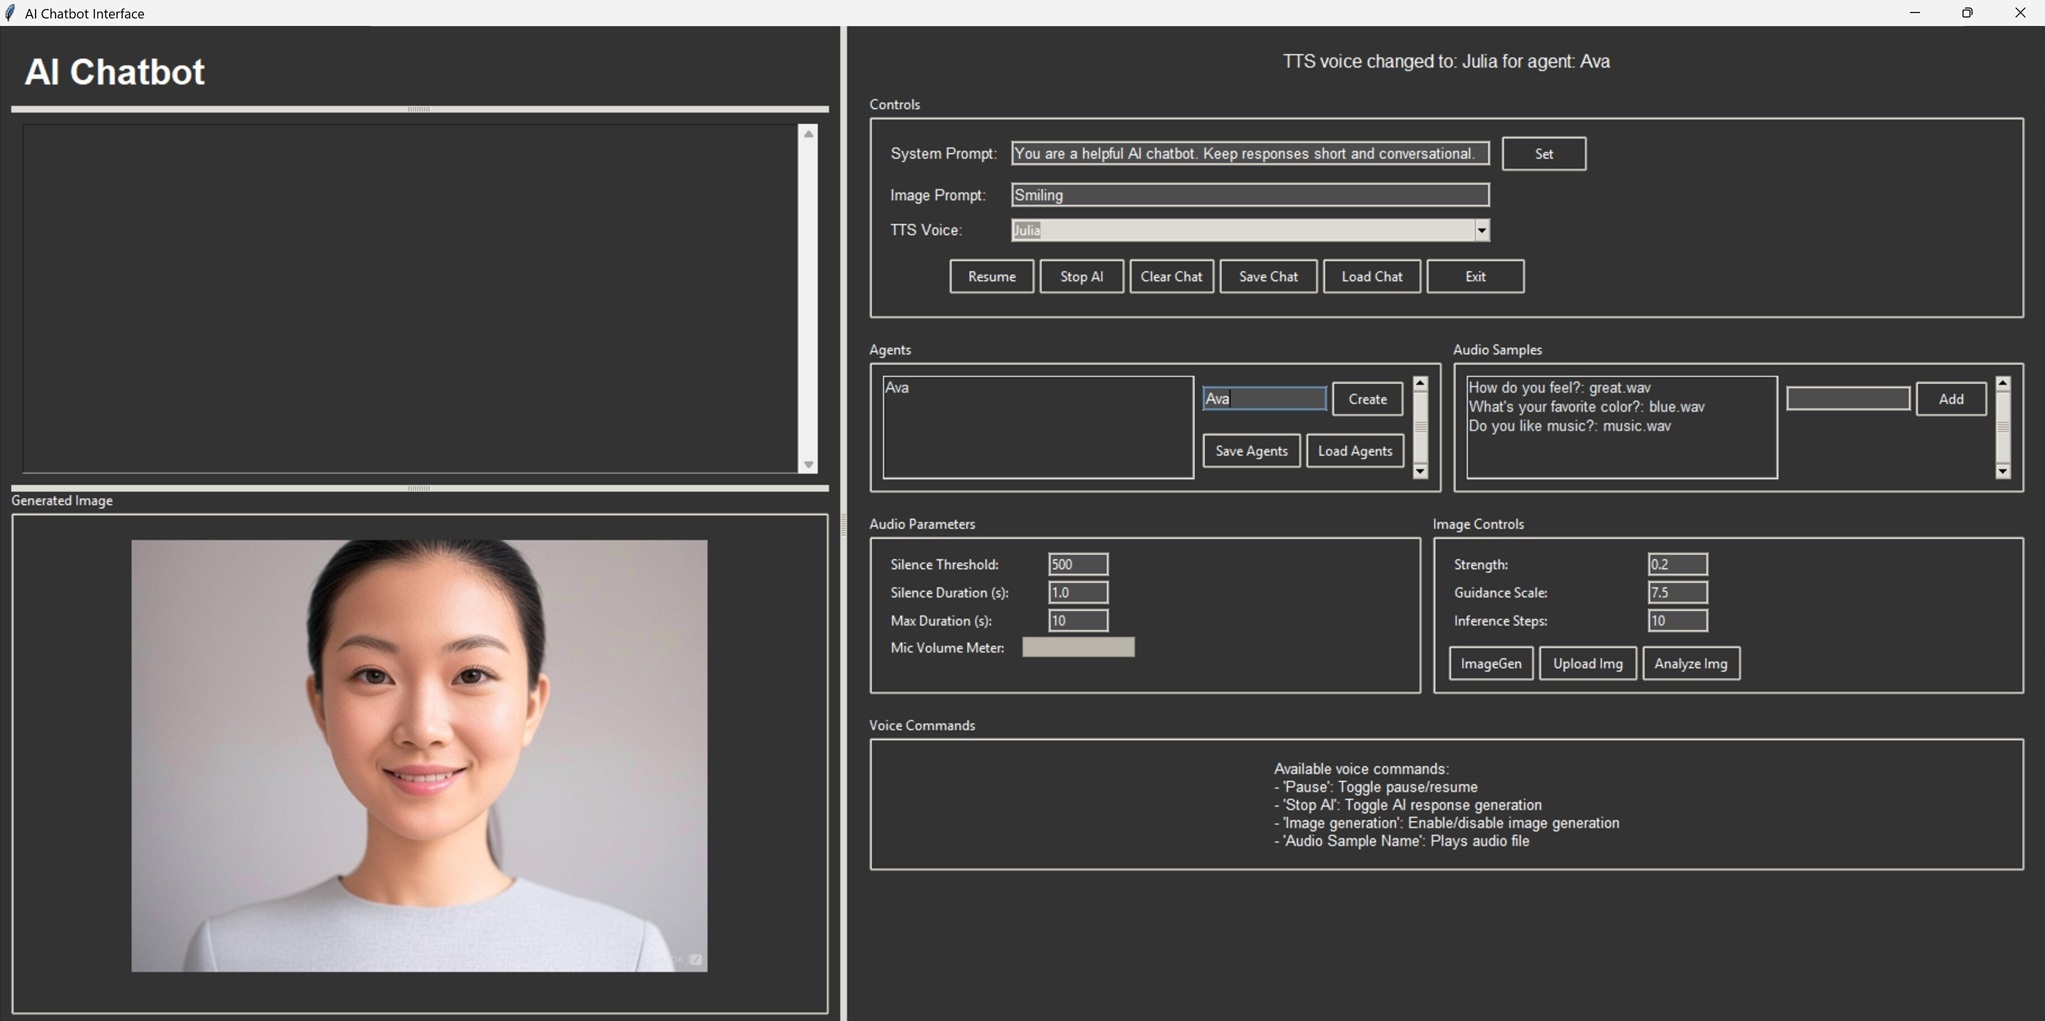 AI Chatbot Interface
AI Chatbot
Generated Image
TTS voice changed to: Julia for agent: Ava
Controls
System Prompt: You are a helpful AI chatbot. Keep responses short and conversational. Set
Image Prompt: Smiling
TTS Voice: Julia
Resume Stop AI Clear Chat Save Chat Load Chat Exit
Agents
Ava
Ava Create
Save Agents Load Agents
Audio Samples
How do you feel?: great.wav
What's your favorite color?: blue.wav
Do you like music?: music.wav
Add
Audio Parameters
Silence Threshold: 500
Silence Duration (s): 1.0
Max Duration (s): 10
Mic Volume Meter:
Image Controls
Strength: 0.2
Guidance Scale: 7.5
Inference Steps: 10
ImageGen Upload Img Analyze Img
Voice Commands
Available voice commands:
- 'Pause': Toggle pause/resume
- 'Stop AI': Toggle AI response generation
- 'Image generation': Enable/disable image generation
- 'Audio Sample Name': Plays audio file